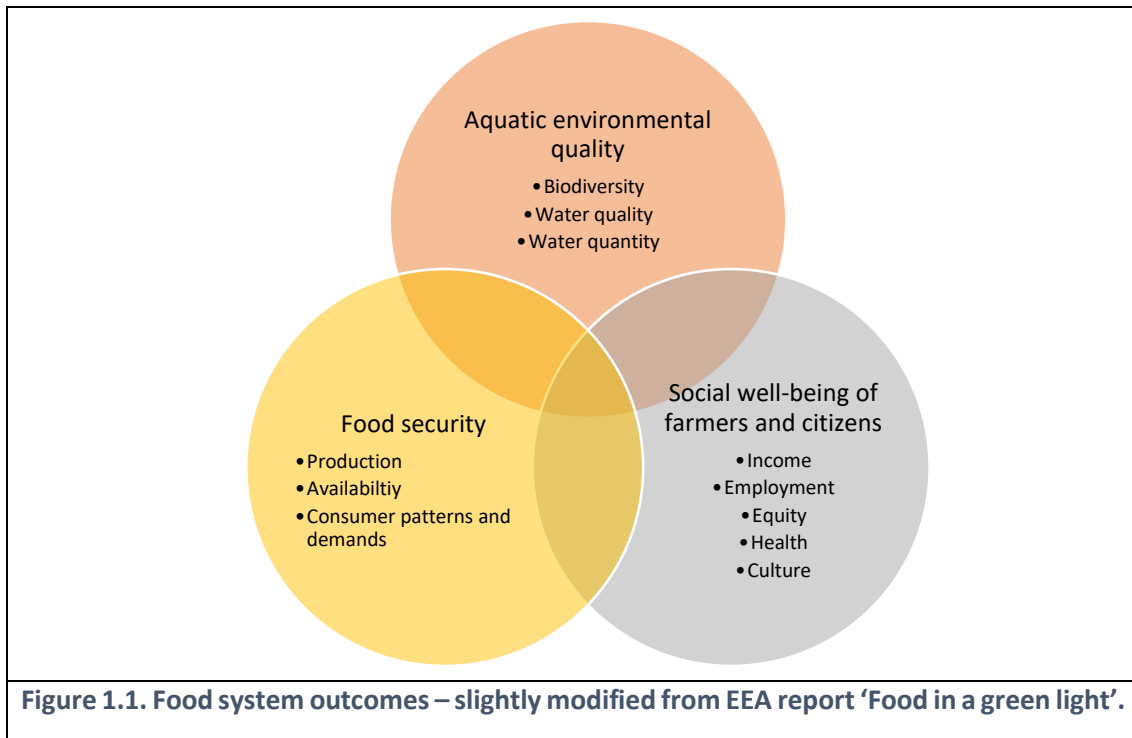 Aquatic environmental
quality
•Biodiversity
•Water quality
•Water quantity
Food security
•Production
•Availabiltiy
•Consumer patterns and
demands
Social well-being of
farmers and citizens
•Income
•Employment
•Equity
•Health
•Culture
Figure 1.1. Food system outcomes – slightly modified from EEA report ‘Food in a green light’.